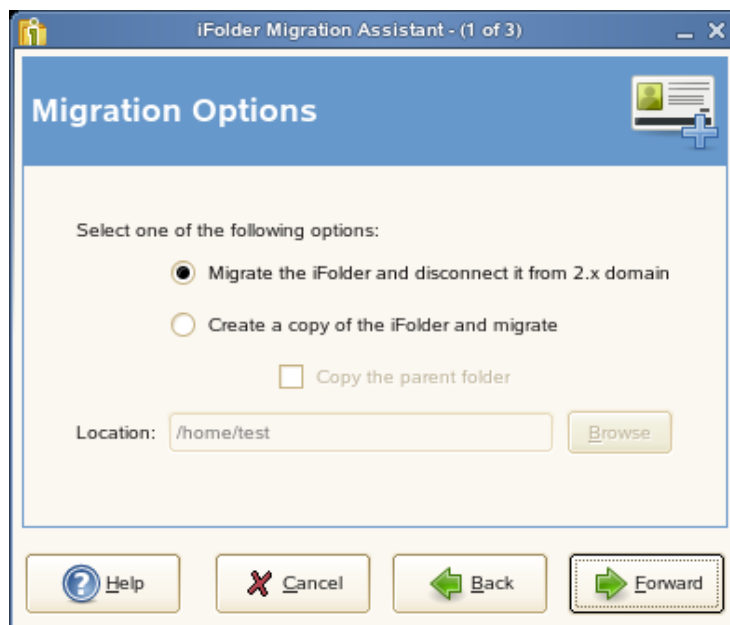 iFolder Migration Assistant - (1 of 3)
Migration Options
Select one of the following options:
Migrate the iFolder and disconnect it from 2.x domain
Create a copy of the iFolder and migrate
Copy the parent folder
Location: /home/test Browse
Help Cancel Back Forward